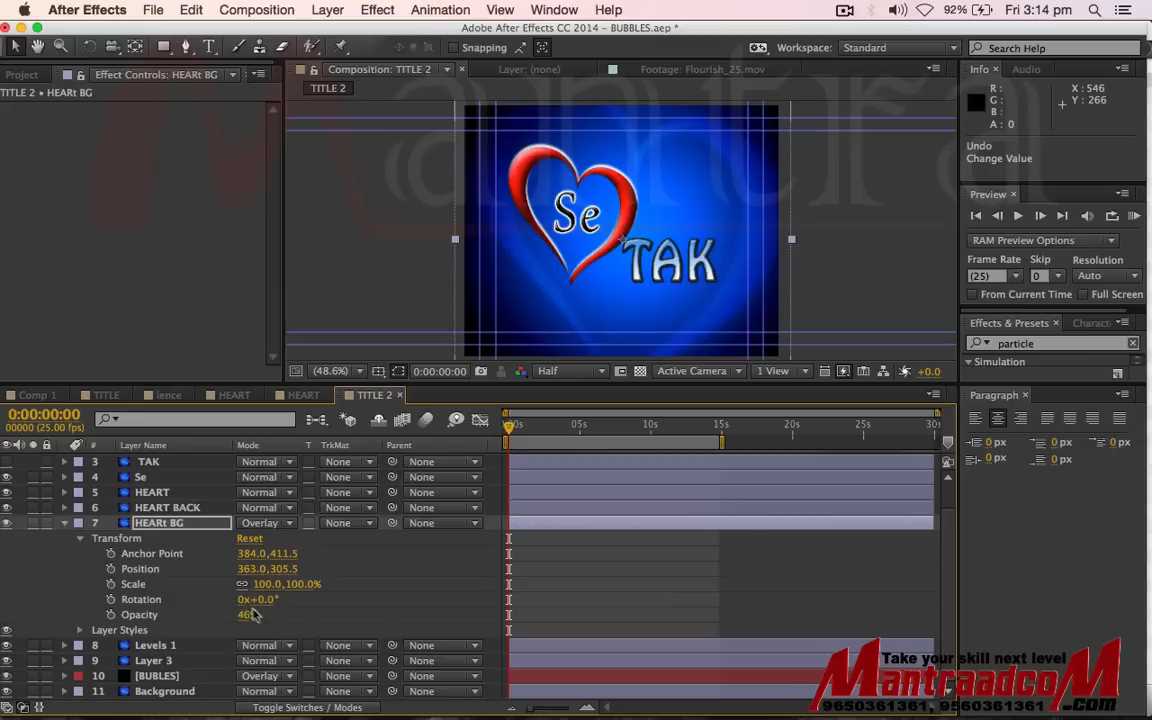 After Effects File Edit Composition Layer Effect Animation View Window 92% Fri 3:14 pm
Adobe After Effects CC 2014 - BUBBLES.aep *
Snapping Workspace: Standard Search Help
Project Effect Controls: HEARt BG Composition: TITLE 2 Layer: (none) Footage: Flourish_25.mov Info Audio
TITLE 2 • HEARt BG TITLE 2
R: X: 546
G: Y: 266
B:
A: 0
Undo
Change Value
Mantra
Se
TAK
Preview
RAM Preview Options
Frame Rate Skip Resolution
(25) 0 Auto
From Current Time Full Screen
Effects & Presets Charact
particle
Simulation
(48.6%) 0:00:00:00 Half Active Camera 1 View +0.0
Comp 1 TITLE lence HEART HEART TITLE 2
Paragraph
0 px 0 px 0 px
0 px 0 px
0:00:00:00
00000 (25.00 fps)
00s 05s 10s 15s 20s 25s 30s
# Layer Name Mode T TrkMat Parent
3 TAK Normal None None
4 Se Normal None None
5 HEART Normal None None
6 HEART BACK Normal None None
7 HEARt BG Overlay None None
Transform Reset
Anchor Point 384.0,411.5
Position 363.0,305.5
Scale 100.0,100.0%
Rotation 0x+0.0°
Opacity 46%
Layer Styles
8 Levels 1 Normal None None
9 Layer 3 Normal None None
10 [BUBLES] Overlay None None
11 Background Normal None None
Toggle Switches / Modes
Take your skill next level
MantraadcoM
9650361361, 9560361361